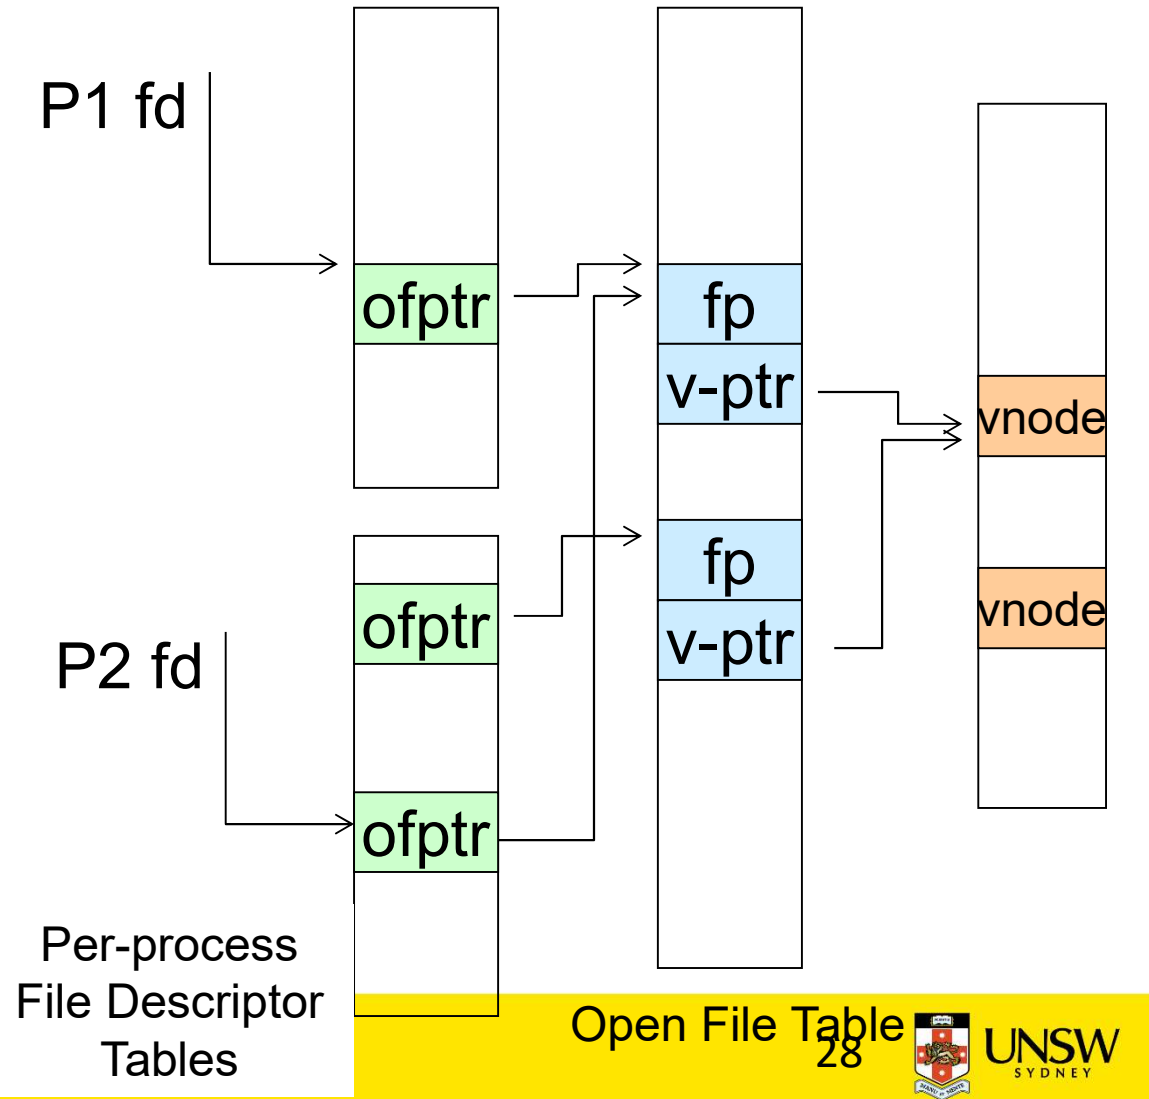 P1 fd
ofptr
fp
v-ptr
vnode
ofptr
fp
v-ptr
vnode
P2 fd
ofptr
Per-process
File Descriptor
Tables
Open File Table
28
UNSW
SYDNEY